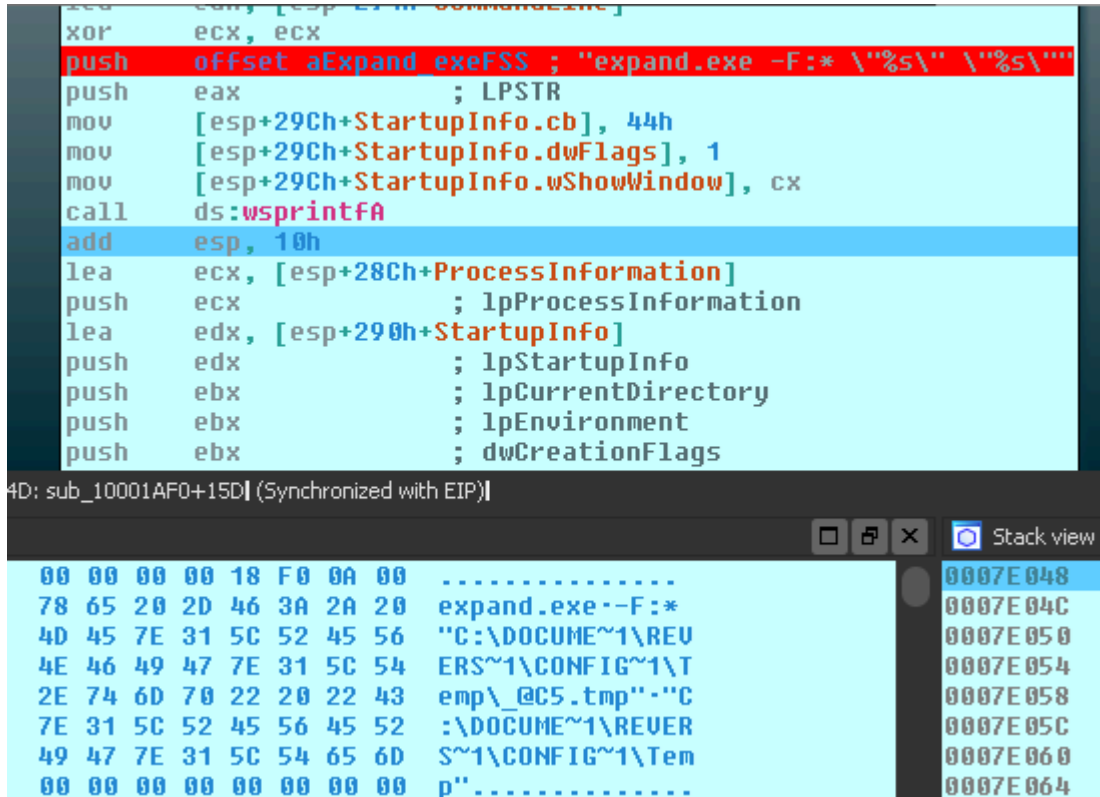 xor ecx, ecx
push offset aExpand_exeFSS ; "expand.exe -F:* \"%s\" \"%s\""
push eax ; LPSTR
mov [esp+29Ch+StartupInfo.cb], 44h
mov [esp+29Ch+StartupInfo.dwFlags], 1
mov [esp+29Ch+StartupInfo.wShowWindow], cx
call ds:wsprintfA
add esp, 10h
lea ecx, [esp+28Ch+ProcessInformation]
push ecx ; lpProcessInformation
lea edx, [esp+290h+StartupInfo]
push edx ; lpStartupInfo
push ebx ; lpCurrentDirectory
push ebx ; lpEnvironment
push ebx ; dwCreationFlags
4D: sub_10001AF0+15D (Synchronized with EIP)
Stack view
00 00 00 00 18 F0 0A 00 ............... 0007E048
78 65 20 2D 46 3A 2A 20 expand.exe·-F:* 0007E04C
4D 45 7E 31 5C 52 45 56 "C:\DOCUME~1\REV 0007E050
4E 46 49 47 7E 31 5C 54 ERS~1\CONFIG~1\T 0007E054
2E 74 6D 70 22 20 22 43 emp\_@C5.tmp"·"C 0007E058
7E 31 5C 52 45 56 45 52 :\DOCUME~1\REVER 0007E05C
49 47 7E 31 5C 54 65 6D S~1\CONFIG~1\Tem 0007E060
00 00 00 00 00 00 00 00 p".............. 0007E064